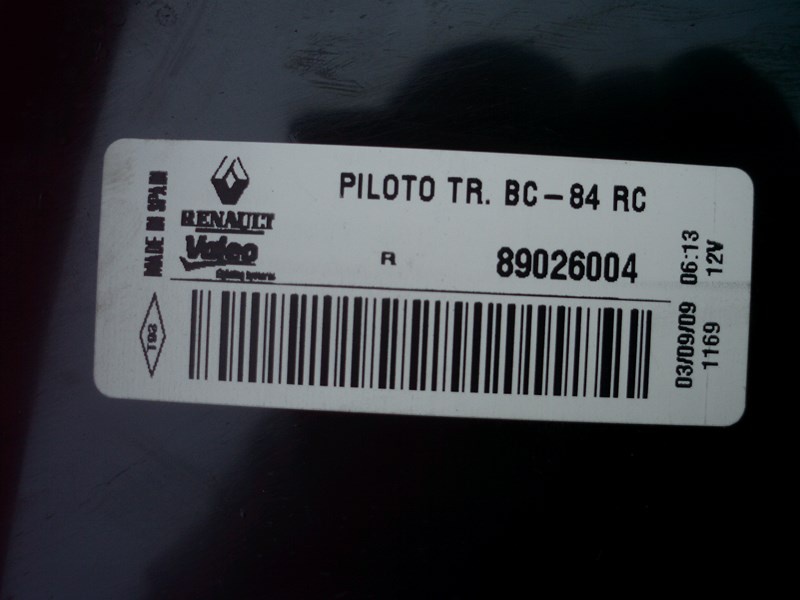 MADE IN SPAIN
RENAULT
Valeo
PILOTO TR. BC-84 RC
R
89026004
03/09/09 06:13
1169 12V